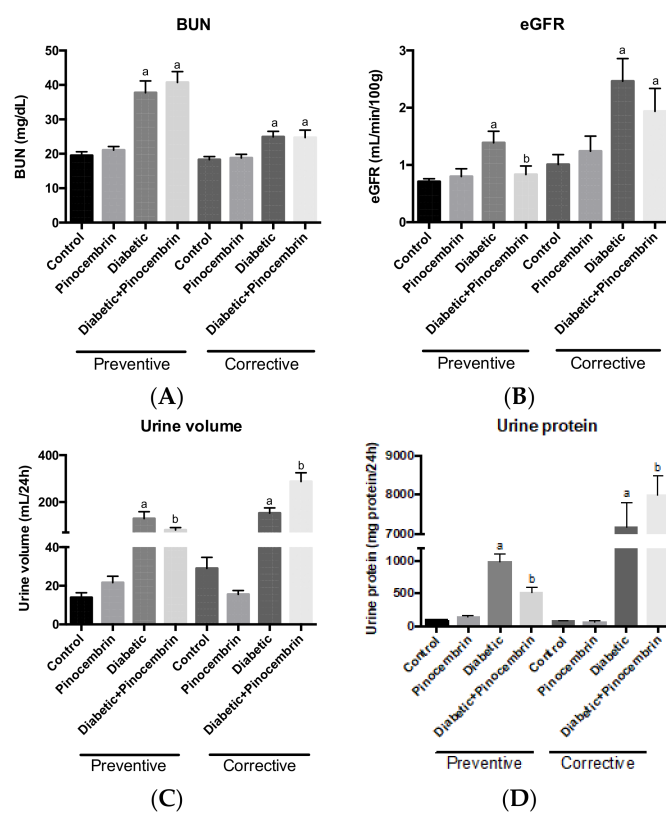 BUN
BUN (mg/dL)
50
40
30
20
10
0
a
a
a
a
Control
Pinocembrin
Diabetic
Diabetic+Pinocembrin
Control
Pinocembrin
Diabetic
Diabetic+Pinocembrin
Preventive
Corrective
(A)
eGFR
eGFR (mL/min/100g)
3
2
1
0
a
b
a
a
Control
Pinocembrin
Diabetic
Diabetic+Pinocembrin
Control
Pinocembrin
Diabetic
Diabetic+Pinocembrin
Preventive
Corrective
(B)
Urine volume
Urine volume (mL/24h)
400
200
40
20
0
a
b
a
b
Control
Pinocembrin
Diabetic
Diabetic+Pinocembrin
Control
Pinocembrin
Diabetic
Diabetic+Pinocembrin
Preventive
Corrective
(C)
Urine protein
Urine protein (mg protein/24h)
9000
8000
7000
1000
500
0
a
b
a
b
Control
Pinocembrin
Diabetic
Diabetic+Pinocembrin
Control
Pinocembrin
Diabetic
Diabetic+Pinocembrin
Preventive
Corrective
(D)